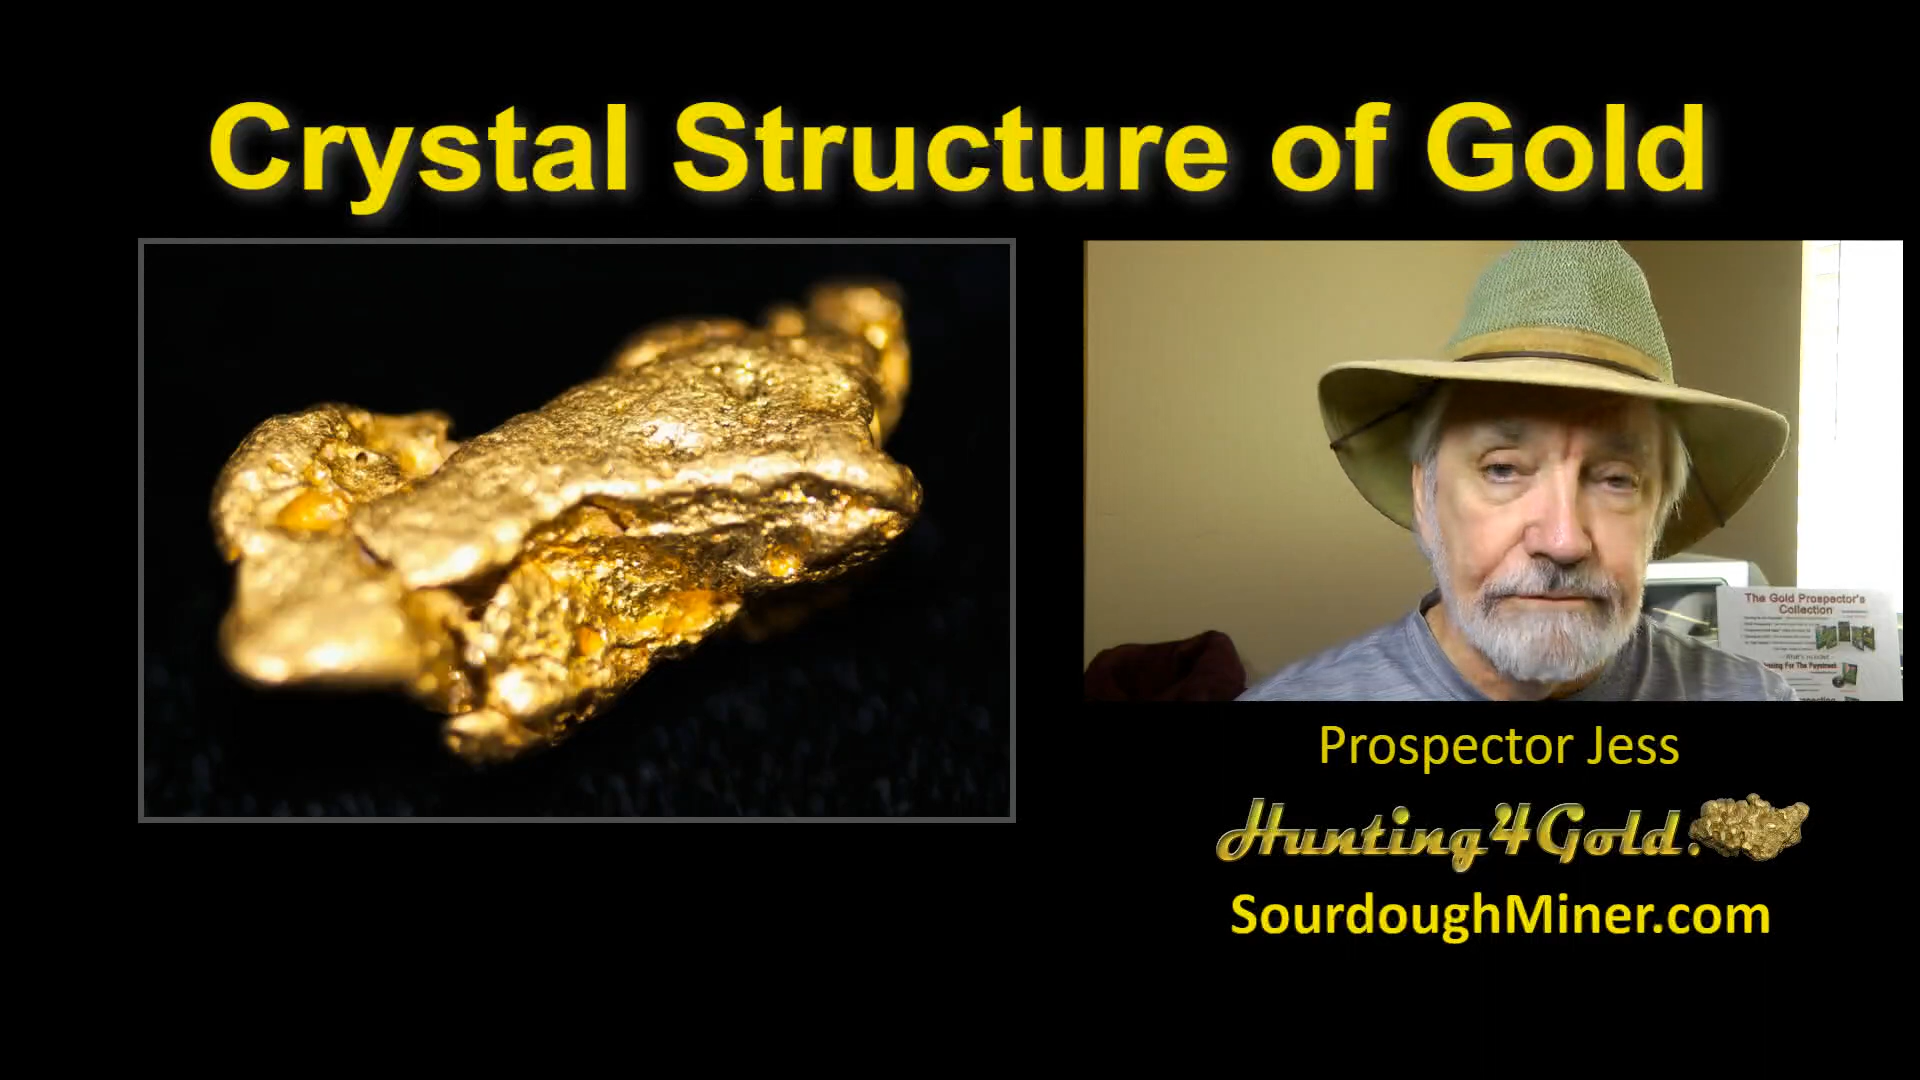 Crystal Structure of Gold
The Gold Prospector's
Collection
Prospector Jess
Hunting4Gold.
SourdoughMiner.com